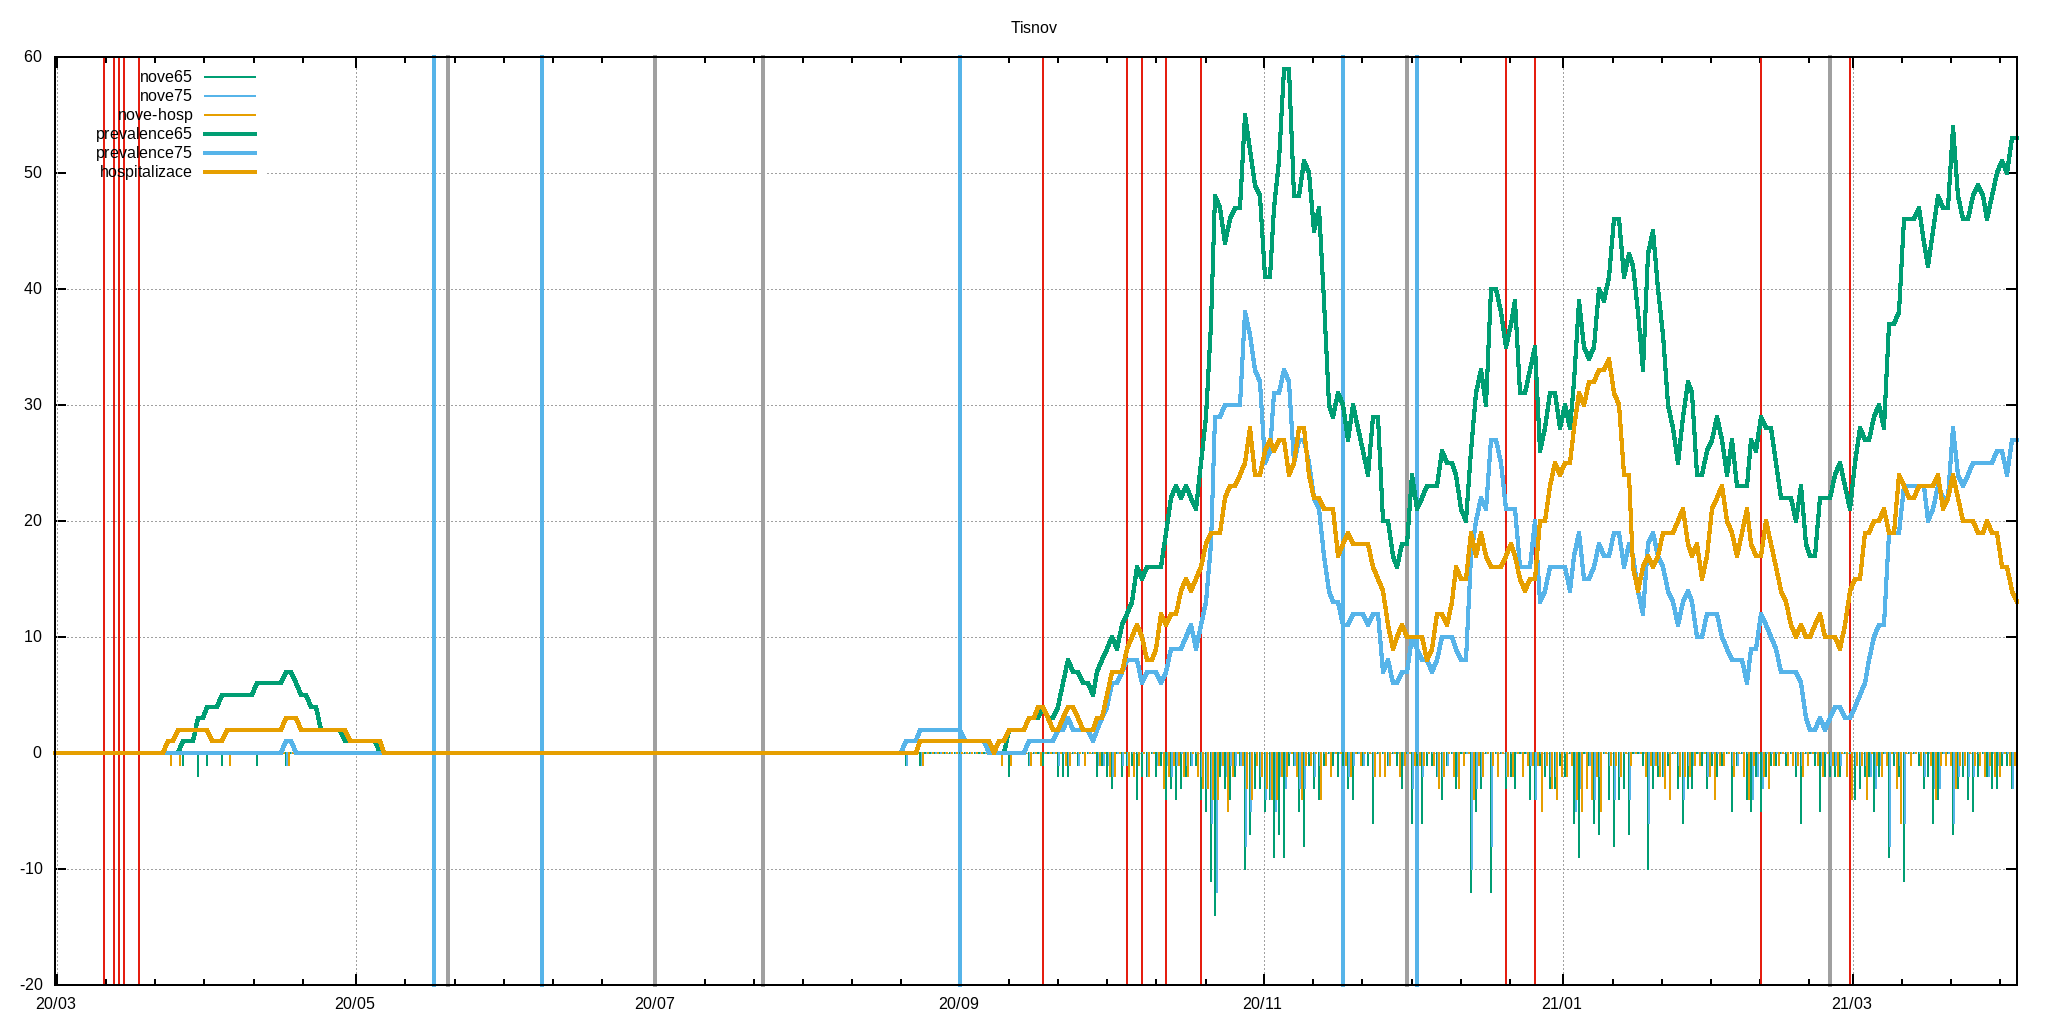 Tisnov
60
50
40
30
20
10
0
-10
-20
nove65
nove75
nove-hosp
prevalence65
prevalence75
hospitalizace
20/03 20/05 20/07 20/09 20/11 21/01 21/03